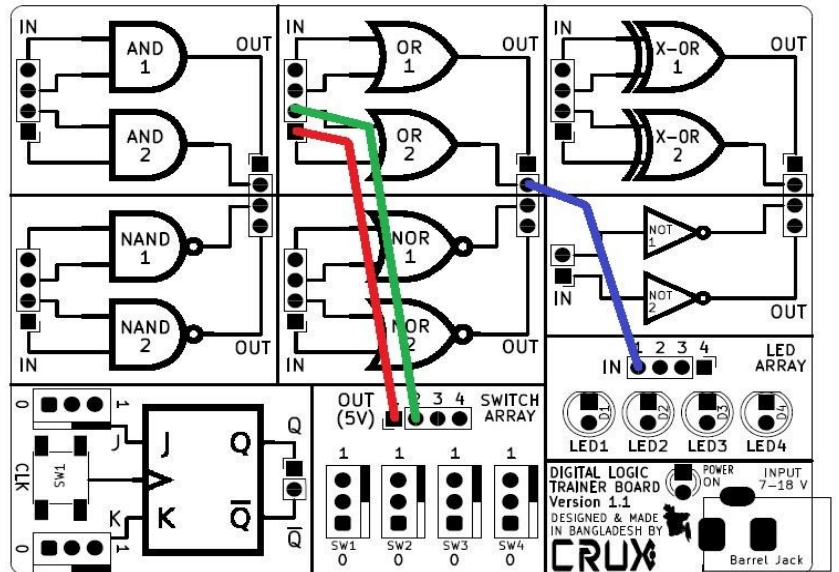 IN
AND
1
OUT
AND
2
IN
OR
1
OUT
OR
2
IN
X-OR
1
OUT
X-OR
2
NAND
1
NAND
2
IN
OUT
NOR
1
NOR
2
IN
OUT
NOT
1
NOT
2
IN
OUT
IN 1 2 3 4
LED
ARRAY
D1
D2
D3
D4
LED1 LED2 LED3 LED4
0
1
J
CLK
SW1
K
0
1
J
K
Q
Q̅
Q
Q̅
OUT
(5V)
2 3 4
SWITCH
ARRAY
1 1 1 1
SW1 SW2 SW3 SW4
0 0 0 0
DIGITAL LOGIC
TRAINER BOARD
Version 1.1
DESIGNED & MADE
IN BANGLADESH BY
CRUX
POWER
ON
INPUT
7-18 V
Barrel Jack